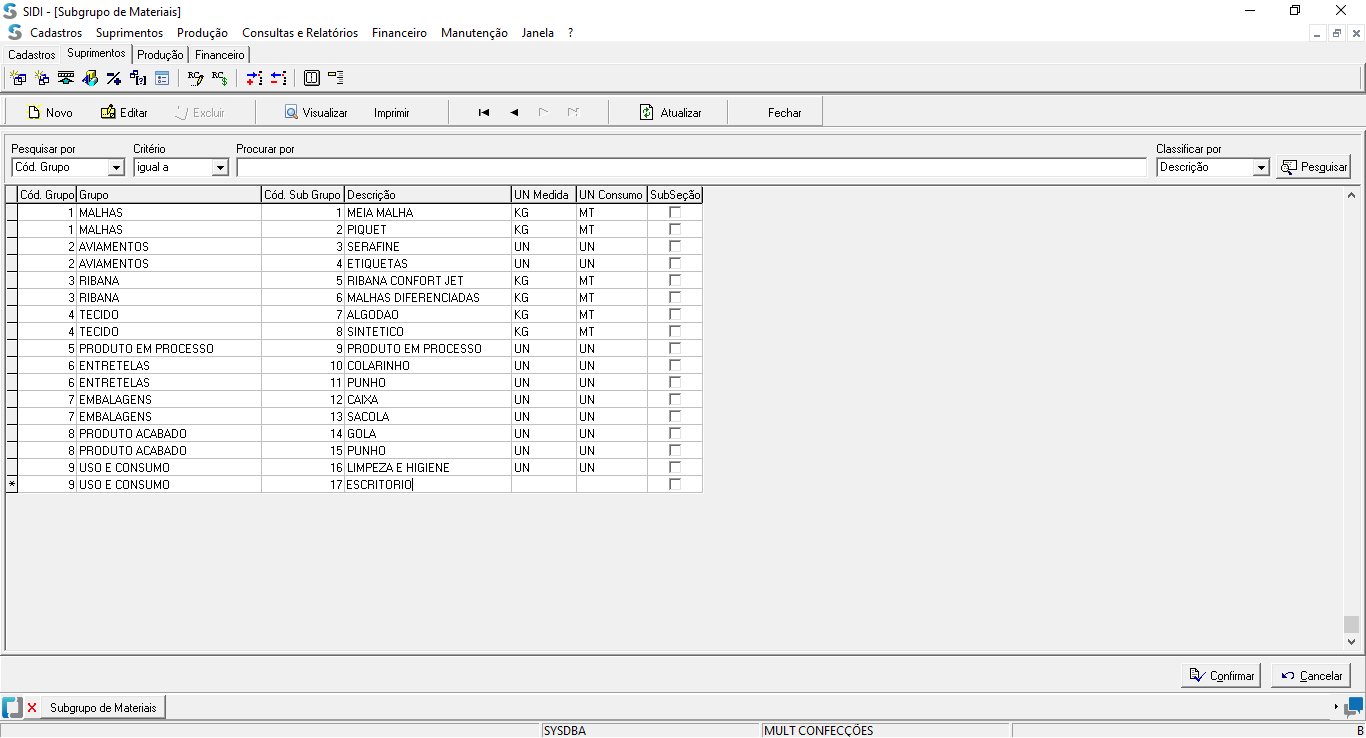 SIDI - [Subgrupo de Materiais]
Cadastros Suprimentos Produção Consultas e Relatórios Financeiro Manutenção Janela ?
Cadastros Suprimentos Produção Financeiro
Novo Editar Excluir Visualizar Imprimir Atualizar Fechar
Pesquisar por Critério Procurar por Classificar por
Cód. Grupo igual a Descrição Pesquisar
Cód. Grupo Grupo Cód. Sub Grupo Descrição UN Medida UN Consumo SubSeção
1 MALHAS 1 MEIA MALHA KG MT
1 MALHAS 2 PIQUET KG MT
2 AVIAMENTOS 3 SERAFINE UN UN
2 AVIAMENTOS 4 ETIQUETAS UN UN
3 RIBANA 5 RIBANA CONFORT JET KG MT
3 RIBANA 6 MALHAS DIFERENCIADAS KG MT
4 TECIDO 7 ALGODAO KG MT
4 TECIDO 8 SINTETICO KG MT
5 PRODUTO EM PROCESSO 9 PRODUTO EM PROCESSO UN UN
6 ENTRETELAS 10 COLARINHO UN UN
6 ENTRETELAS 11 PUNHO UN UN
7 EMBALAGENS 12 CAIXA UN UN
7 EMBALAGENS 13 SACOLA UN UN
8 PRODUTO ACABADO 14 GOLA UN UN
8 PRODUTO ACABADO 15 PUNHO UN UN
9 USO E CONSUMO 16 LIMPEZA E HIGIENE UN UN
* 9 USO E CONSUMO 17 ESCRITORIO
Confirmar Cancelar
Subgrupo de Materiais
SYSDBA MULT CONFECÇÕES B